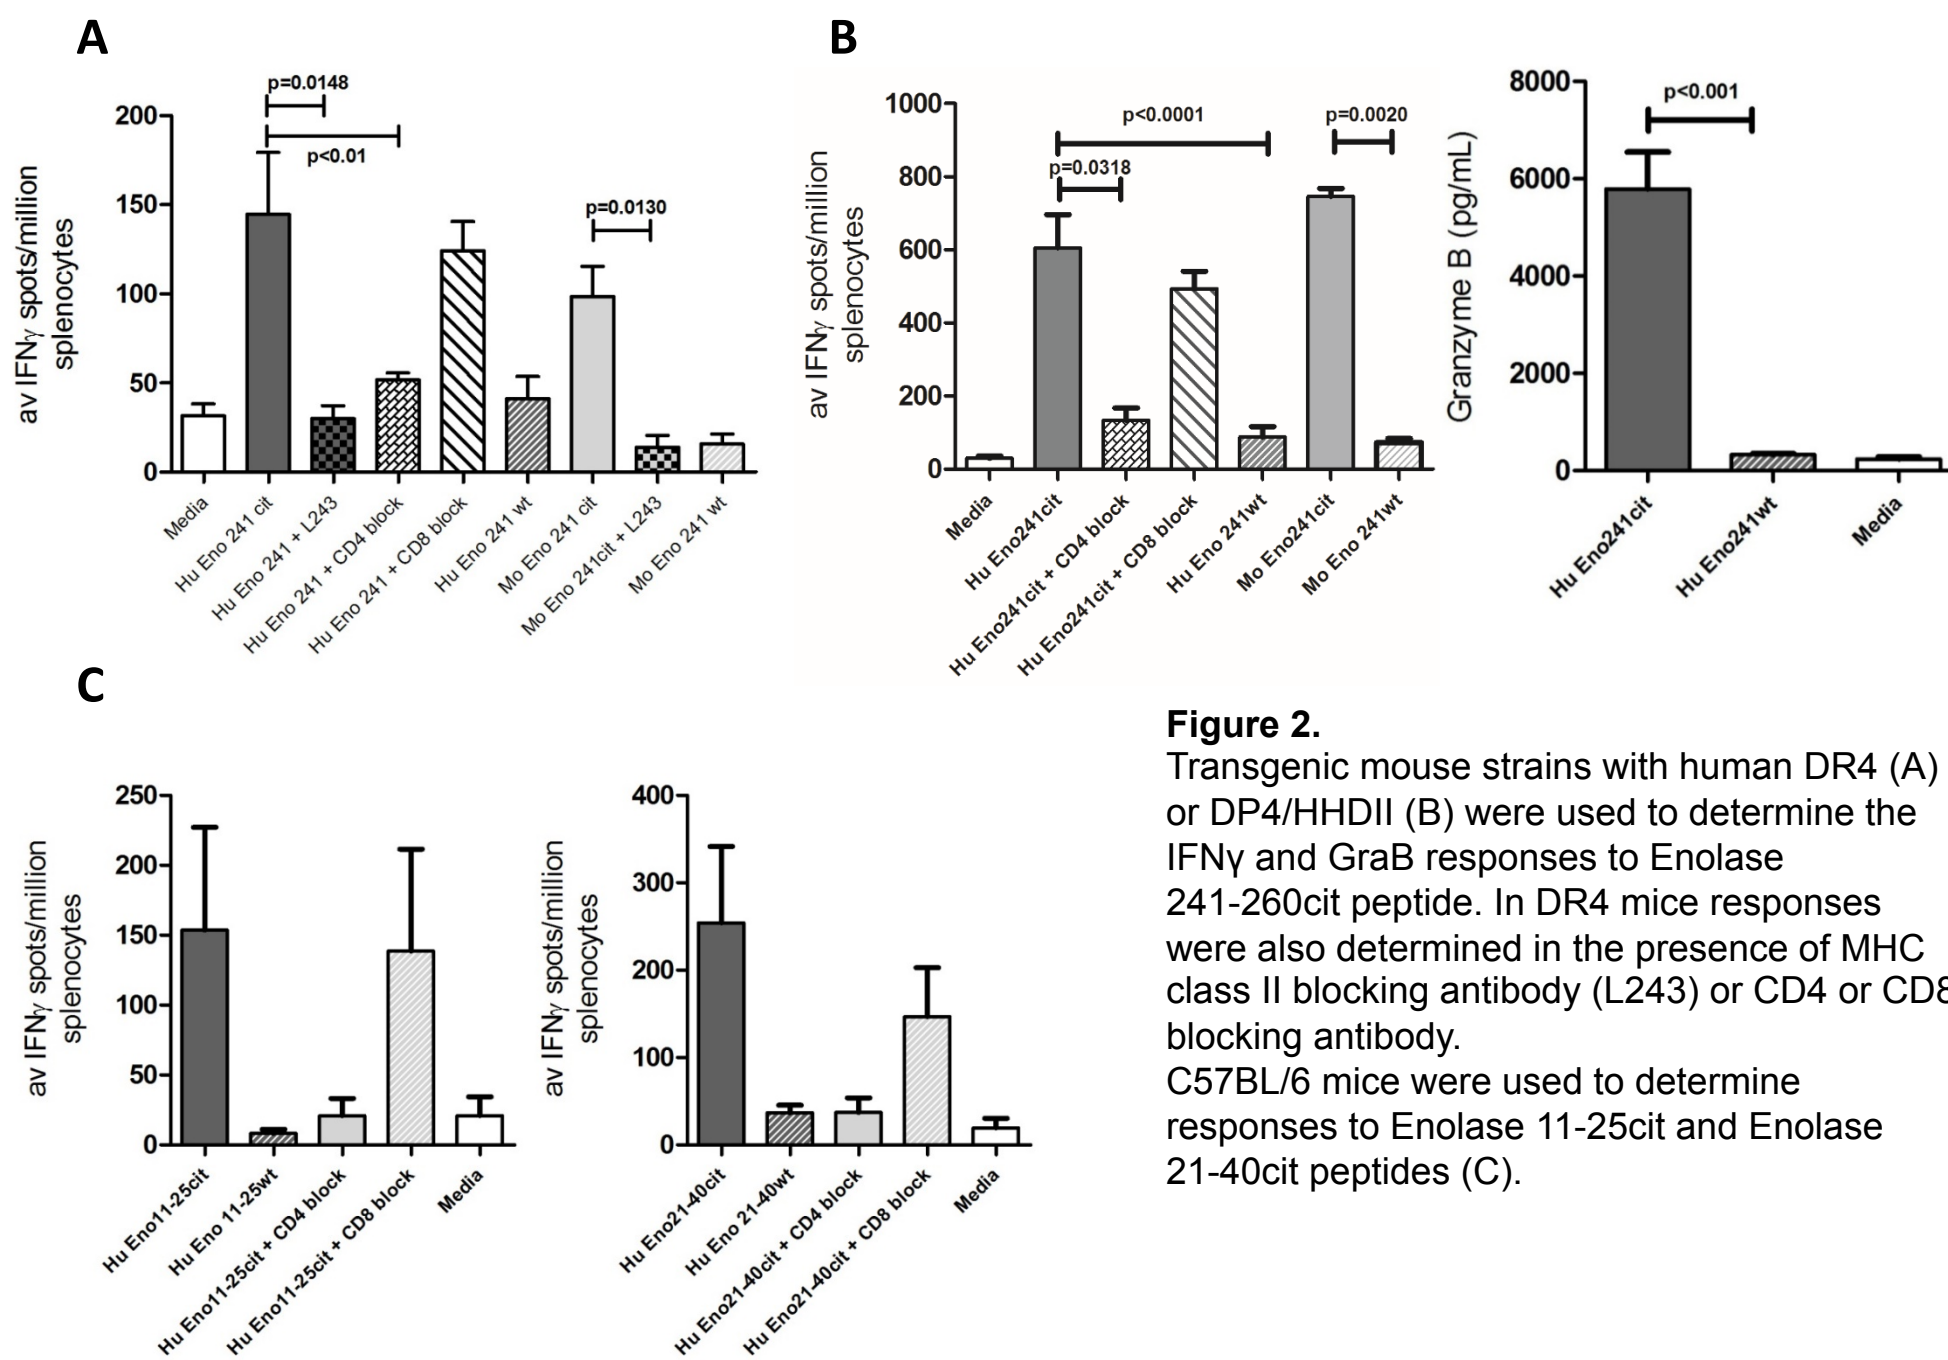 A
p=0.0148
p<0.01
p=0.0130
200
150
100
50
0
av IFNγ spots/million
splenocytes
Media
Hu Eno 241 cit
Hu Eno 241 + L243
Hu Eno 241 + CD4 block
Hu Eno 241 + CD8 block
Hu Eno 241 wt
Mo Eno 241 cit
Mo Eno 241cit + L243
Mo Eno 241 wt
B
p<0.0001
p=0.0020
p=0.0318
1000
800
600
400
200
0
av IFNγ spots/million
splenocytes
Media
Hu Eno241cit
Hu Eno241cit + CD4 block
Hu Eno241cit + CD8 block
Hu Eno 241wt
Mo Eno241cit
Mo Eno 241wt
p<0.001
8000
6000
4000
2000
0
Granzyme B (pg/mL)
Hu Eno241cit
Hu Eno241wt
Media
C
250
200
150
100
50
0
av IFNγ spots/million
splenocytes
Hu Eno11-25cit
Hu Eno 11-25wt
Hu Eno11-25cit + CD4 block
Hu Eno11-25cit + CD8 block
Media
400
300
200
100
0
av IFNγ spots/million
splenocytes
Hu Eno21-40cit
Hu Eno 21-40wt
Hu Eno21-40cit + CD4 block
Hu Eno21-40cit + CD8 block
Media
Figure 2.
Transgenic mouse strains with human DR4 (A)
or DP4/HHDII (B) were used to determine the
IFNγ and GraB responses to Enolase
241-260cit peptide. In DR4 mice responses
were also determined in the presence of MHC
class II blocking antibody (L243) or CD4 or CD8
blocking antibody.
C57BL/6 mice were used to determine
responses to Enolase 11-25cit and Enolase
21-40cit peptides (C).